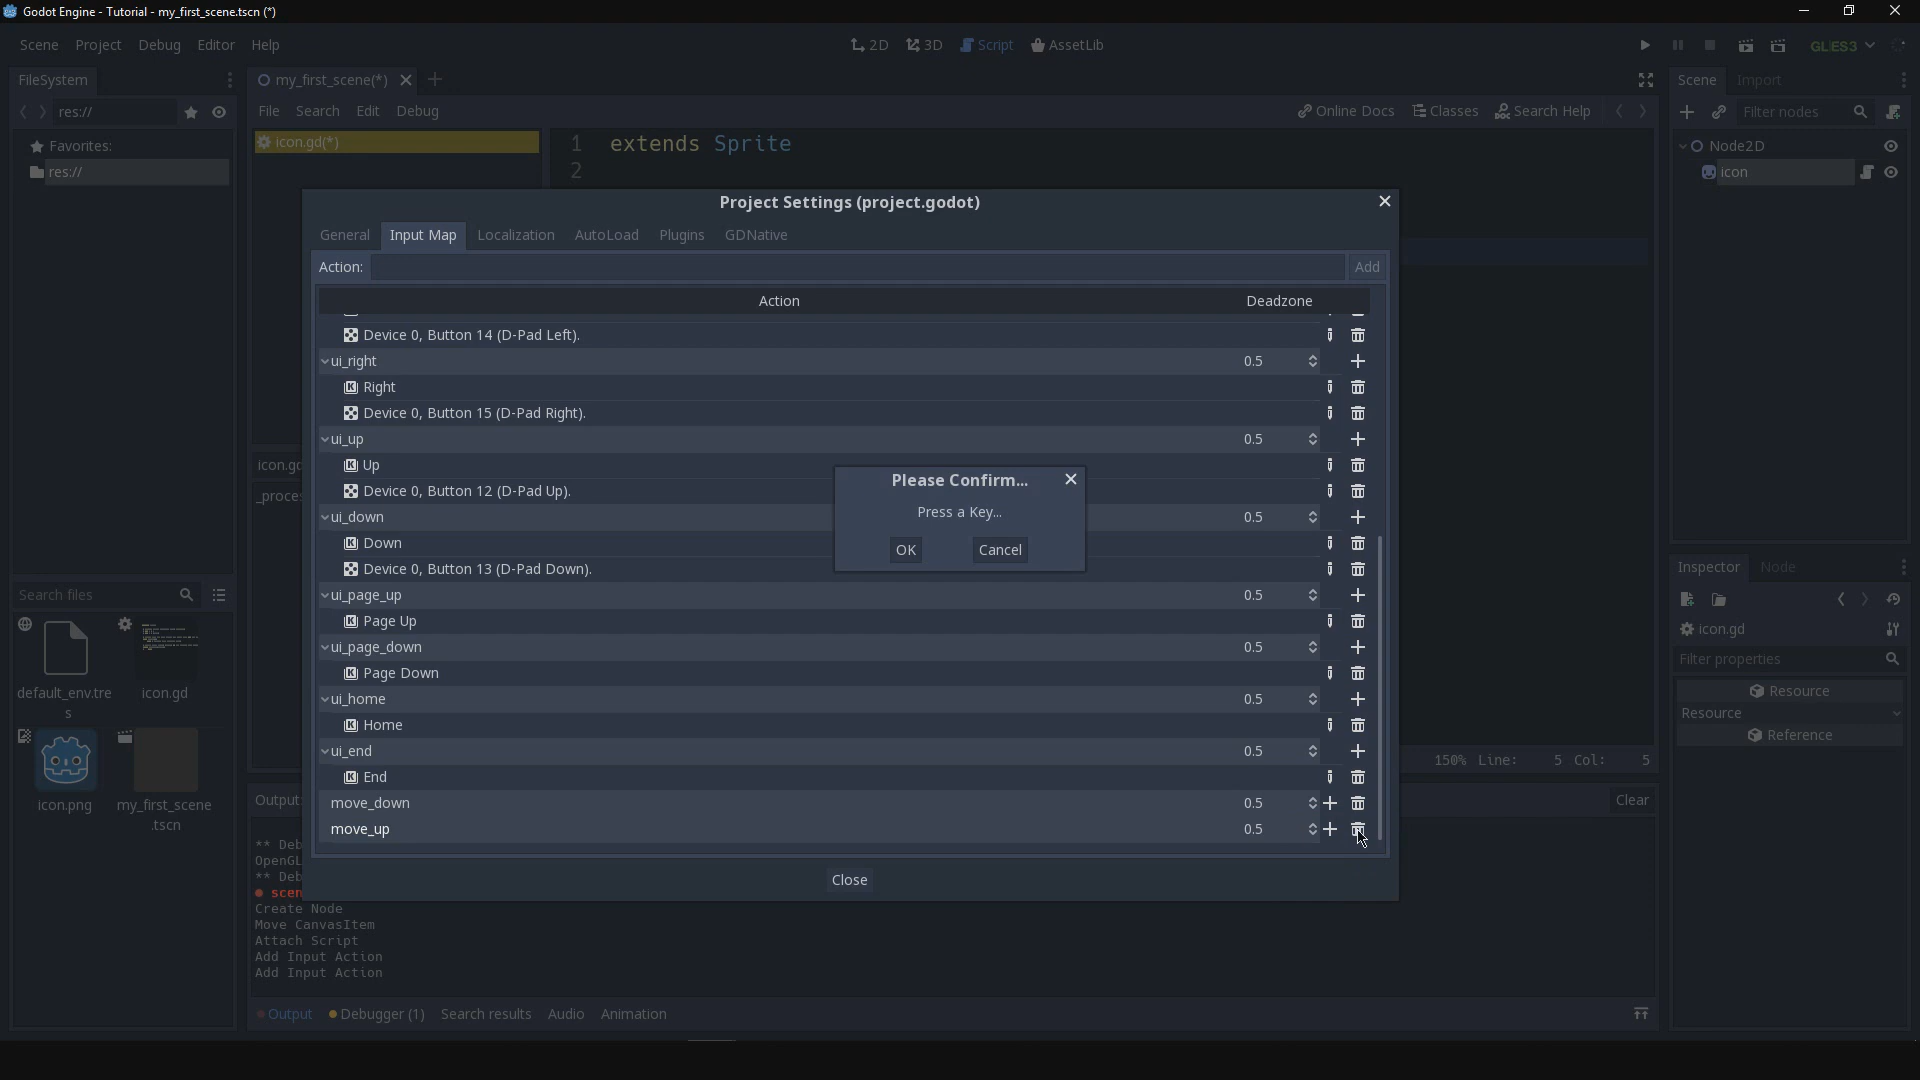 Godot Engine - Tutorial - my_first_scene.tscn (*)
Scene Project Debug Editor Help
2D 3D Script AssetLib
GLES3
FileSystem
my_first_scene(*)
Scene Import
res://
File Search Edit Debug
Online Docs Classes Search Help
Filter nodes
Favorites:
res://
icon.gd(*)
1 extends Sprite
2
Node2D
icon
Project Settings (project.godot)
General Input Map Localization AutoLoad Plugins GDNative
Action: Add
Action Deadzone
Device 0, Button 14 (D-Pad Left).
ui_right 0.5
Right
Device 0, Button 15 (D-Pad Right).
ui_up 0.5
Up
Device 0, Button 12 (D-Pad Up).
ui_down 0.5
Down
Device 0, Button 13 (D-Pad Down).
ui_page_up 0.5
Page Up
ui_page_down 0.5
Page Down
ui_home 0.5
Home
ui_end 0.5
End
move_down 0.5
move_up 0.5
Close
Please Confirm...
Press a Key...
OK Cancel
icon.gd
_proces
150% Line: 5 Col: 5
Search files
default_env.tre
s
icon.gd
icon.png
my_first_scene
.tscn
Output:
Clear
** Deb
OpenGL
** Deb
scen
Create Node
Move CanvasItem
Attach Script
Add Input Action
Add Input Action
Output Debugger (1) Search results Audio Animation
Inspector Node
icon.gd
Filter properties
Resource
Resource
Reference